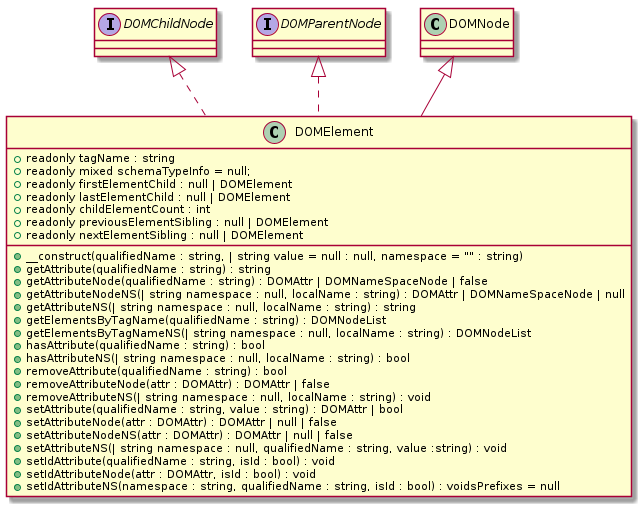 I DOMChildNode
I DOMParentNode
C DOMNode
C DOMElement
readonly tagName : string
readonly mixed schemaTypeInfo = null;
readonly firstElementChild : null | DOMElement
readonly lastElementChild : null | DOMElement
readonly childElementCount : int
readonly previousElementSibling : null | DOMElement
readonly nextElementSibling : null | DOMElement
__construct(qualifiedName : string, | string value = null : null, namespace = "" : string)
getAttribute(qualifiedName : string) : string
getAttributeNode(qualifiedName : string) : DOMAttr | DOMNameSpaceNode | false
getAttributeNodeNS(| string namespace : null, localName : string) : DOMAttr | DOMNameSpaceNode | null
getAttributeNS(| string namespace : null, localName : string) : string
getElementsByTagName(qualifiedName : string) : DOMNodeList
getElementsByTagNameNS(| string namespace : null, localName : string) : DOMNodeList
hasAttribute(qualifiedName : string) : bool
hasAttributeNS(| string namespace : null, localName : string) : bool
removeAttribute(qualifiedName : string) : bool
removeAttributeNode(attr : DOMAttr) : DOMAttr | false
removeAttributeNS(| string namespace : null, localName : string) : void
setAttribute(qualifiedName : string, value : string) : DOMAttr | bool
setAttributeNode(attr : DOMAttr) : DOMAttr | null | false
setAttributeNodeNS(attr : DOMAttr) : DOMAttr | null | false
setAttributeNS(| string namespace : null, qualifiedName : string, value :string) : void
setIdAttribute(qualifiedName : string, isId : bool) : void
setIdAttributeNode(attr : DOMAttr, isId : bool) : void
setIdAttributeNS(namespace : string, qualifiedName : string, isId : bool) : voidsPrefixes = null